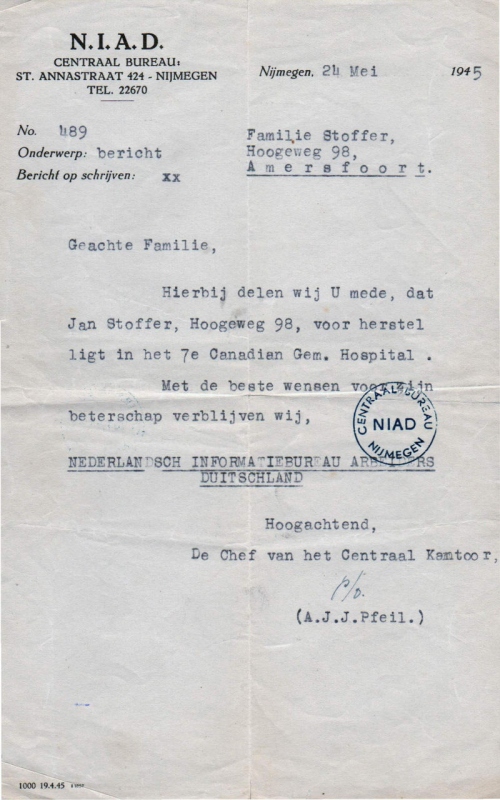 N.I.A.D.
CENTRAAL BUREAU:
ST. ANNASTRAAT 424 - NIJMEGEN
TEL. 22670
Nijmegen, 24 Mei 1945
No. 489
Onderwerp: bericht
Bericht op schrijven: xx
Familie Stoffer,
Hoogeweg 98,
Amersfoort.
Geachte Familie,
Hierbij delen wij U mede, dat
Jan Stoffer, Hoogeweg 98, voor herstel
ligt in het 7e Canadian Gem. Hospital .
Met de beste wensen voor zijn
beterschap verblijven wij,
CENTRAAL BUREAU
NIAD
NIJMEGEN
NEDERLANDSCH INFORMATIEBUREAU ARBEITERS
DUITSCHLAND
Hoogachtend,
De Chef van het Centraal Kamtoor,
p/o.
(A.J.J.Pfeil.)
1000 19.4.45